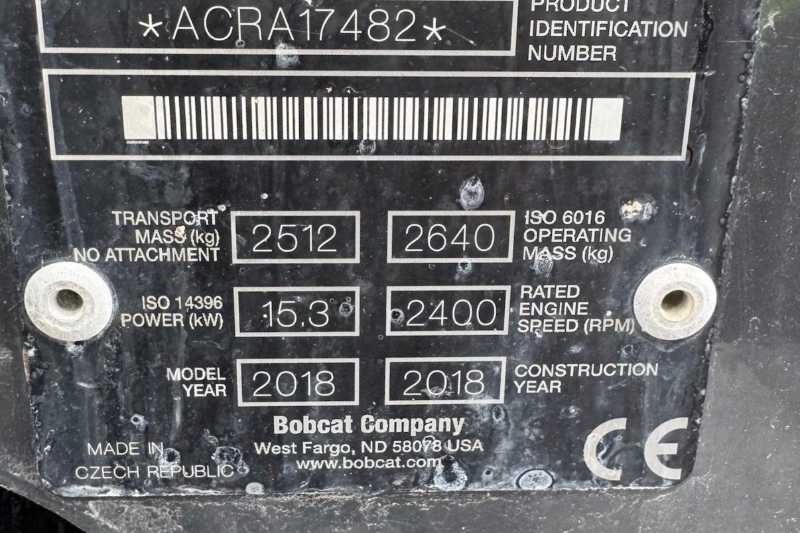 *ACRA17482*
PRODUCT
IDENTIFICATION
NUMBER
TRANSPORT
MASS (kg)
NO ATTACHMENT
2512
2640
ISO 6016
OPERATING
MASS (kg)
ISO 14396
POWER (kW)
15.3
2400
RATED
ENGINE
SPEED (RPM)
MODEL
YEAR
2018
2018
CONSTRUCTION
YEAR
Bobcat Company
West Fargo, ND 58078 USA
www.bobcat.com
MADE IN
CZECH REPUBLIC
CE